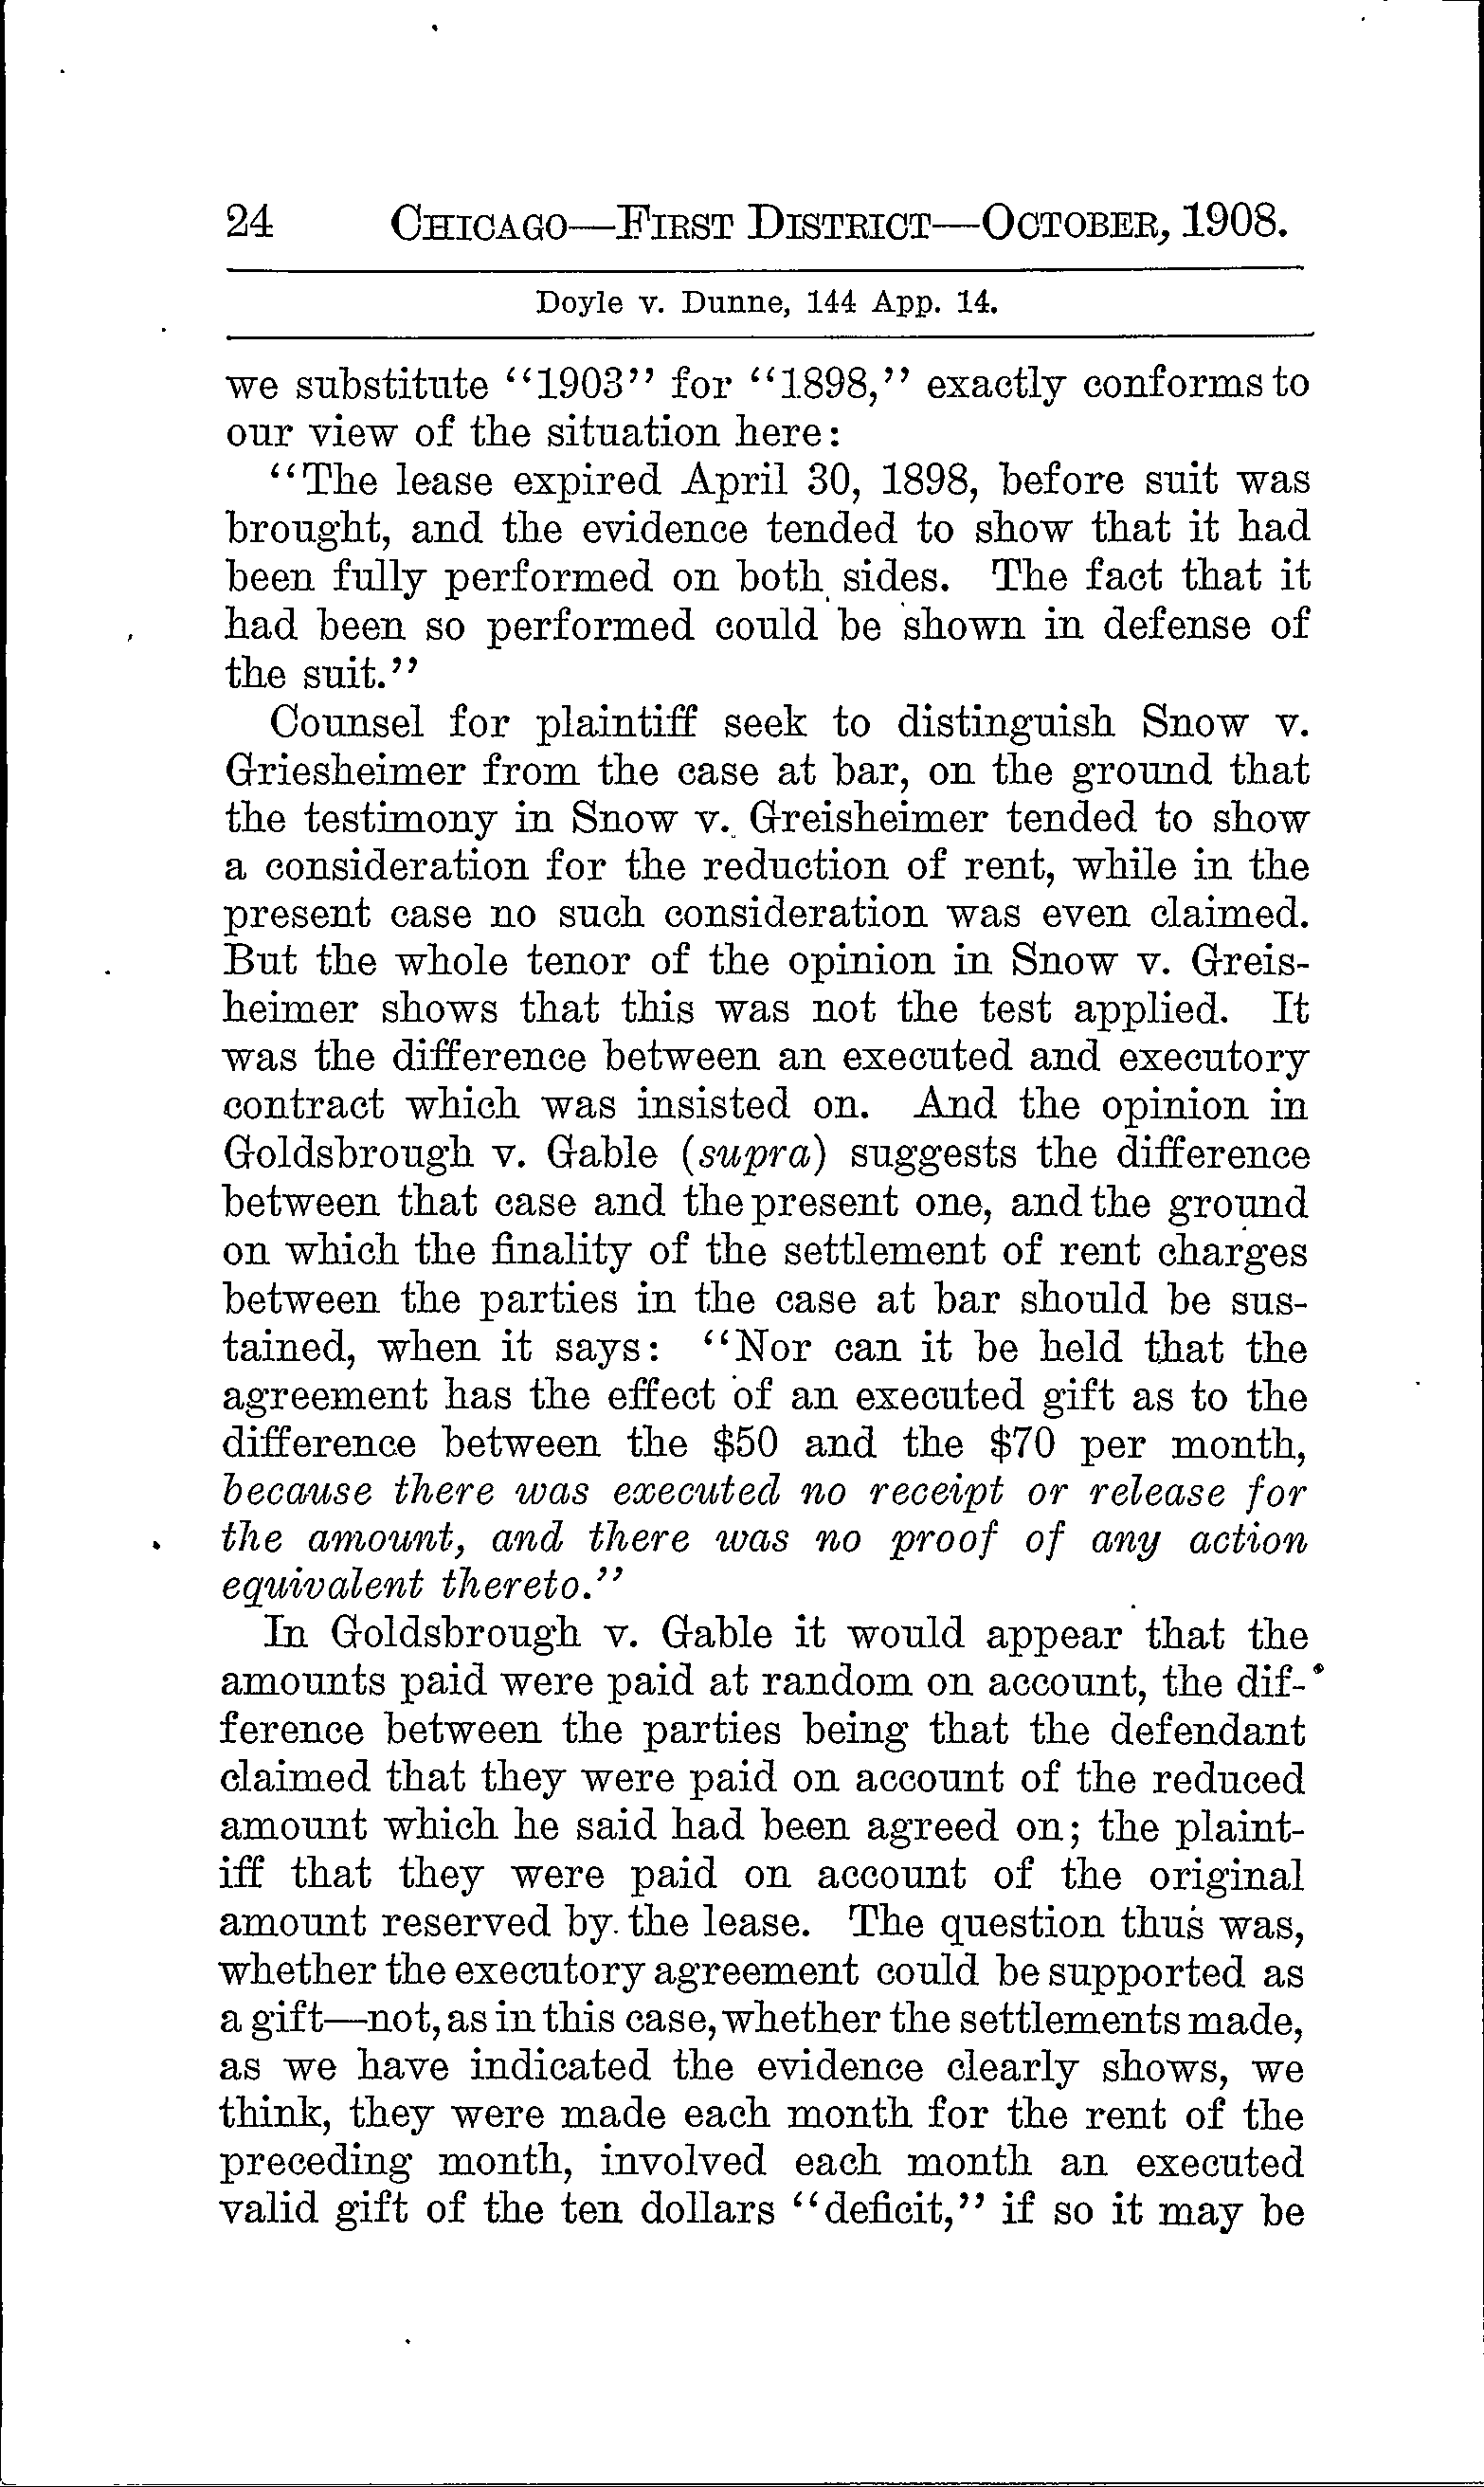 24 CHICAGO—FIRST DISTRICT—OCTOBER, 1908.
Doyle v. Dunne, 144 App. 14.
we substitute "1903" for "1898," exactly conforms to
our view of the situation here:
"The lease expired April 30, 1898, before suit was
brought, and the evidence tended to show that it had
been fully performed on both sides. The fact that it
had been so performed could be shown in defense of
the suit."
Counsel for plaintiff seek to distinguish Snow v.
Griesheimer from the case at bar, on the ground that
the testimony in Snow v. Greisheimer tended to show
a consideration for the reduction of rent, while in the
present case no such consideration was even claimed.
But the whole tenor of the opinion in Snow v. Greis-
heimer shows that this was not the test applied. It
was the difference between an executed and executory
contract which was insisted on. And the opinion in
Goldsbrough v. Gable (supra) suggests the difference
between that case and the present one, and the ground
on which the finality of the settlement of rent charges
between the parties in the case at bar should be sus-
tained, when it says: "Nor can it be held that the
agreement has the effect of an executed gift as to the
difference between the $50 and the $70 per month,
because there was executed no receipt or release for
the amount, and there was no proof of any action
equivalent thereto."
In Goldsbrough v. Gable it would appear that the
amounts paid were paid at random on account, the dif-
ference between the parties being that the defendant
claimed that they were paid on account of the reduced
amount which he said had been agreed on; the plaint-
iff that they were paid on account of the original
amount reserved by the lease. The question thus was,
whether the executory agreement could be supported as
a gift—not, as in this case, whether the settlements made,
as we have indicated the evidence clearly shows, we
think, they were made each month for the rent of the
preceding month, involved each month an executed
valid gift of the ten dollars "deficit," if so it may be